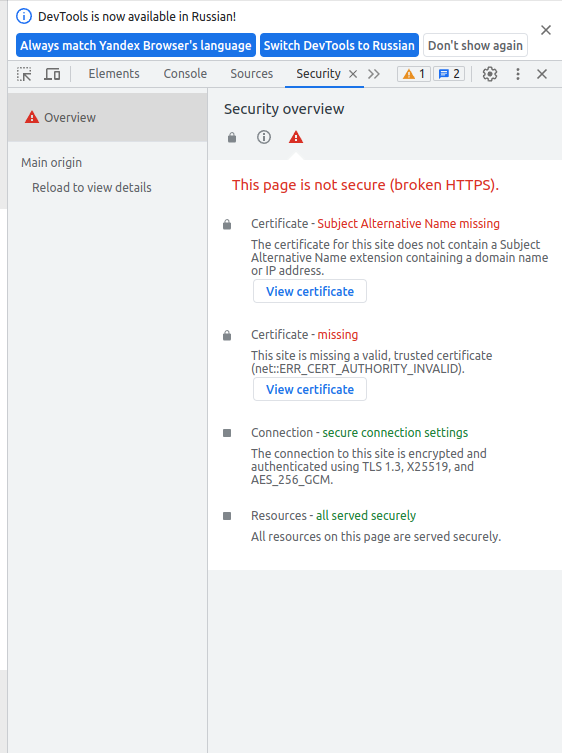 DevTools is now available in Russian!
Always match Yandex Browser's language
Switch DevTools to Russian
Don't show again
Elements
Console
Sources
Security
1
2
Overview
Main origin
Reload to view details
Security overview
This page is not secure (broken HTTPS).
Certificate - Subject Alternative Name missing
The certificate for this site does not contain a Subject
Alternative Name extension containing a domain name
or IP address.
View certificate
Certificate - missing
This site is missing a valid, trusted certificate
(net::ERR_CERT_AUTHORITY_INVALID).
View certificate
Connection - secure connection settings
The connection to this site is encrypted and
authenticated using TLS 1.3, X25519, and
AES_256_GCM.
Resources - all served securely
All resources on this page are served securely.